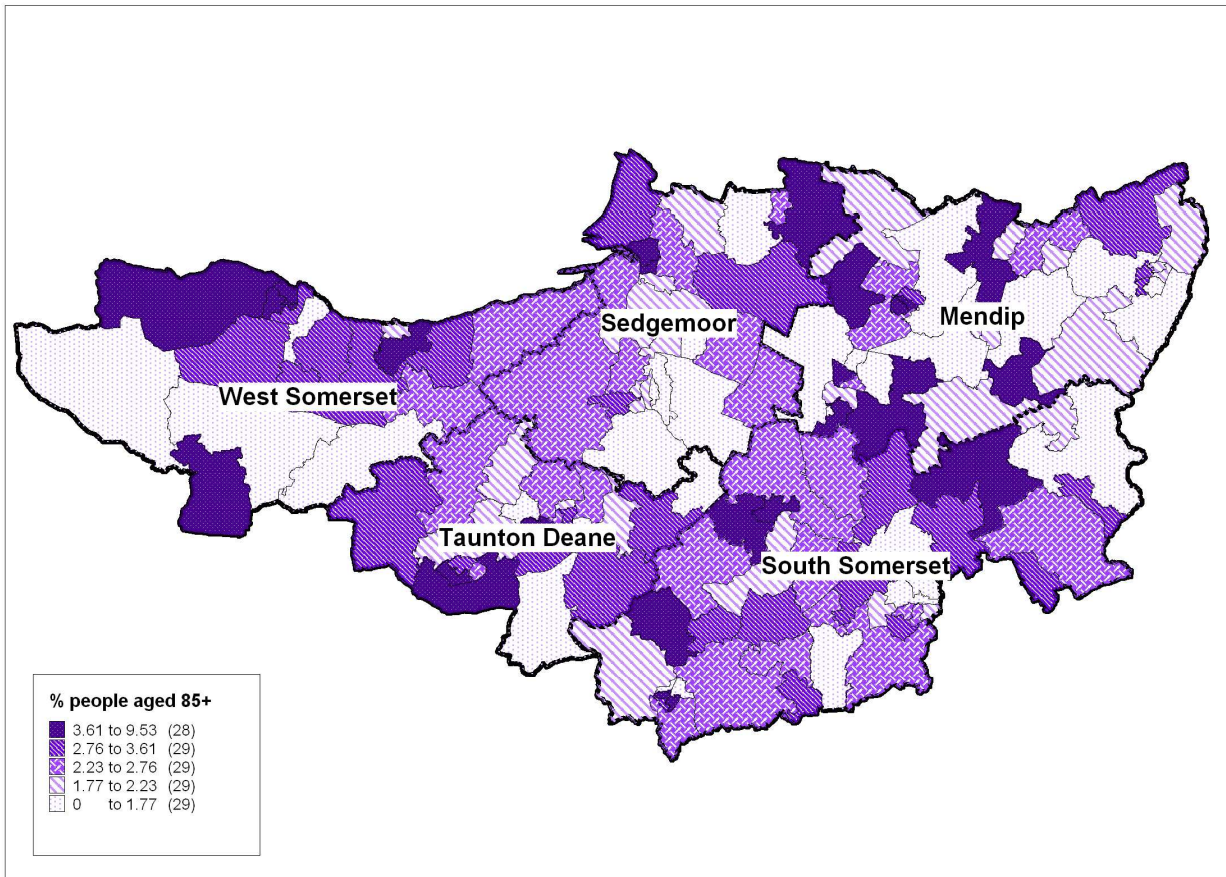 Sedgemoor
Mendip
West Somerset
Taunton Deane
South Somerset
% people aged 85+
3.61 to 9.53 (28)
2.76 to 3.61 (29)
2.23 to 2.76 (29)
1.77 to 2.23 (29)
0 to 1.77 (29)